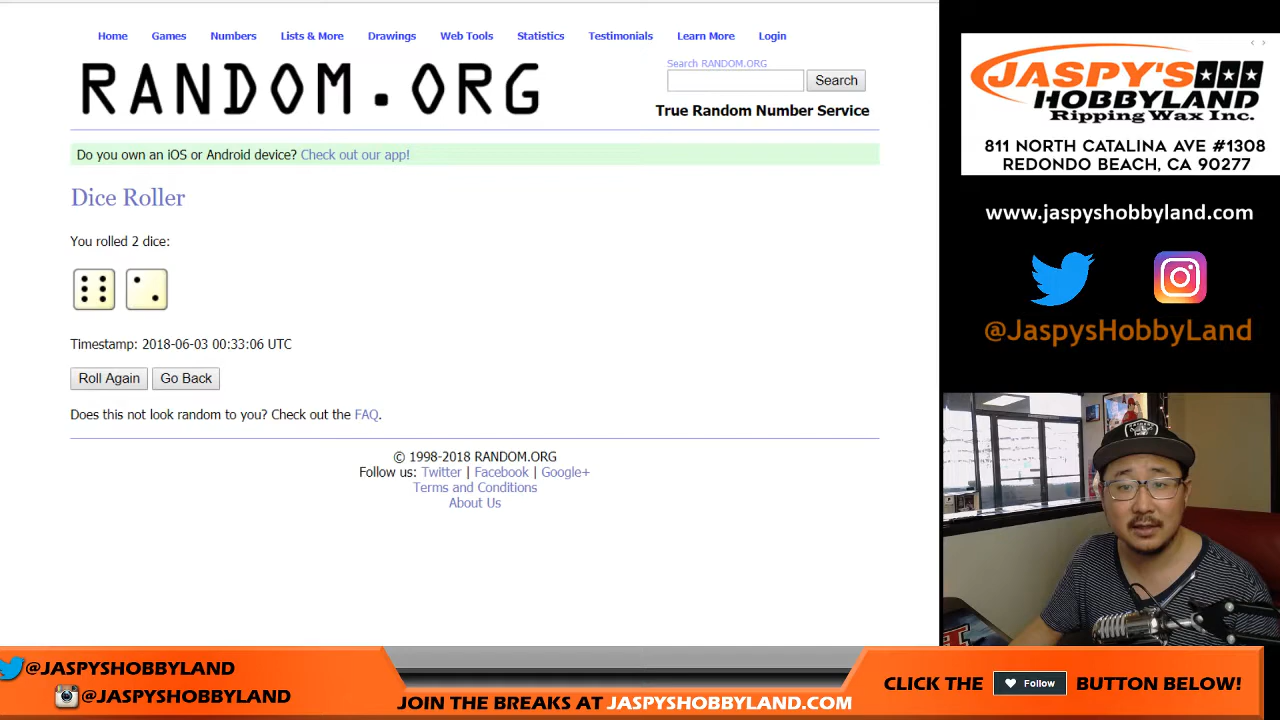 Home Games Numbers Lists & More Drawings Web Tools Statistics Testimonials Learn More Login
RANDOM.ORG
Search RANDOM.ORG
Search
True Random Number Service
Do you own an iOS or Android device? Check out our app!
Dice Roller
You rolled 2 dice:
Timestamp: 2018-06-03 00:33:06 UTC
Roll Again Go Back
Does this not look random to you? Check out the FAQ.
© 1998-2018 RANDOM.ORG
Follow us: Twitter | Facebook | Google+
Terms and Conditions
About Us
JASPY'S
HOBBYLAND
Ripping Wax Inc.
811 NORTH CATALINA AVE #1308
REDONDO BEACH, CA 90277
www.jaspyshobbyland.com
@JaspysHobbyLand
@JASPYSHOBBYLAND
@JASPYSHOBBYLAND
JOIN THE BREAKS AT JASPYSHOBBYLAND.COM
CLICK THE Follow BUTTON BELOW!